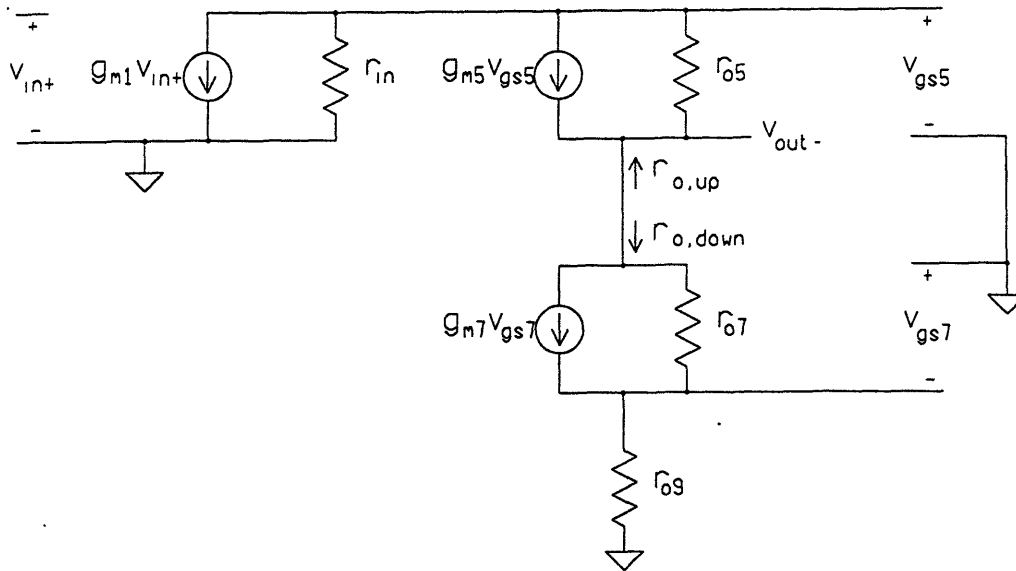 + +
V_in+ g_m1 V_in+ r_in g_m5 V_gs5 r_o5 V_gs5
- V_out- -
r_o,up
r_o,down
+
g_m7 V_gs7 r_o7 V_gs7
-
r_o9